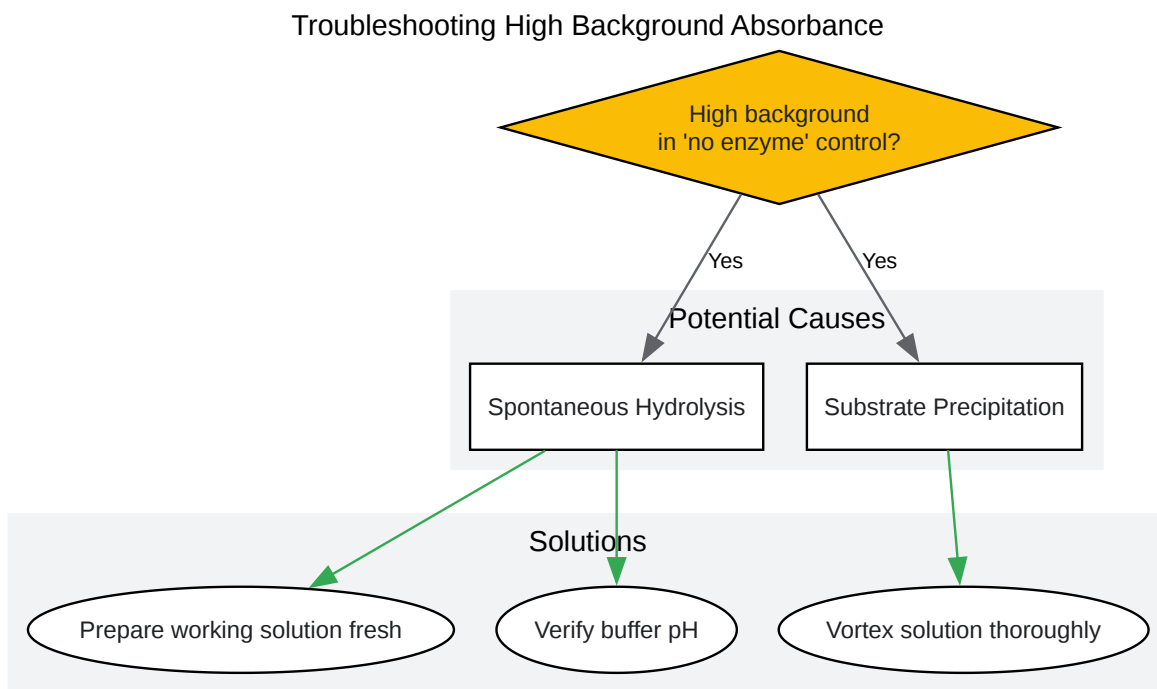 Troubleshooting High Background Absorbance
High background
in 'no enzyme' control?
Yes
Yes
Potential Causes
Spontaneous Hydrolysis
Substrate Precipitation
Solutions
Prepare working solution fresh
Verify buffer pH
Vortex solution thoroughly